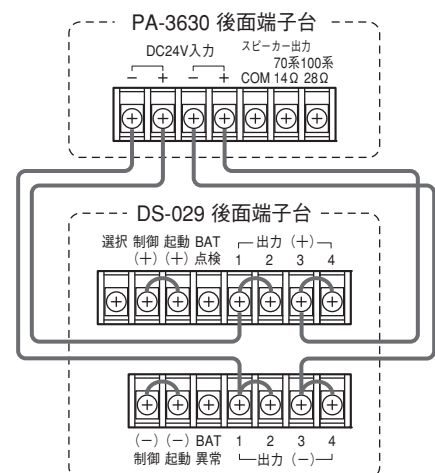 PA-3630 後面端子台
DC24V入力
スピーカー出力
70系 100系
− + − + COM 14Ω 28Ω
DS-029 後面端子台
選択 制御 起動 BAT 出力 (+)
(+) (+) 点検 1 2 3 4
(−) (−) BAT 1 2 3 4
制御 起動 異常 出力 (−)